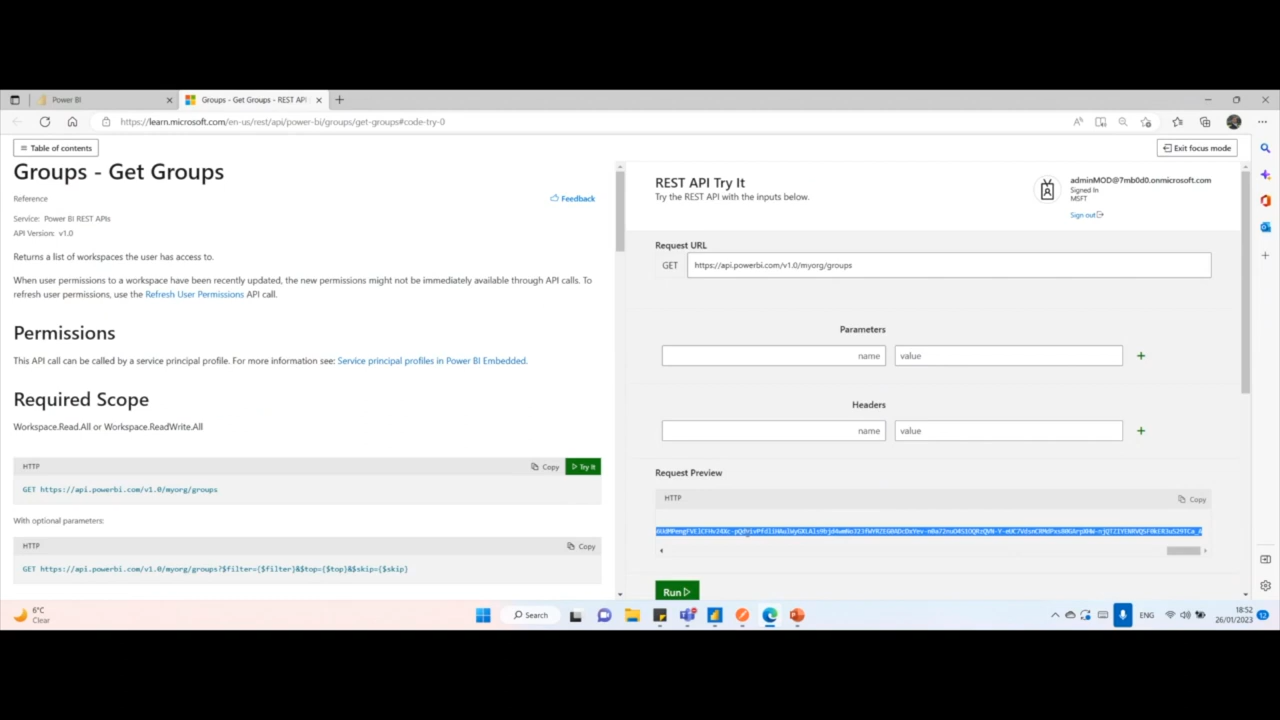 Power BI
Groups - Get Groups - REST API
https://learn.microsoft.com/en-us/rest/api/power-bi/groups/get-groups#code-try-0
Table of contents
Exit focus mode
Groups - Get Groups
Reference
Feedback
Service: Power BI REST APIs
API Version: v1.0
Returns a list of workspaces the user has access to.
When user permissions to a workspace have been recently updated, the new permissions might not be immediately available through API calls. To
refresh user permissions, use the Refresh User Permissions API call.
Permissions
This API call can be called by a service principal profile. For more information see: Service principal profiles in Power BI Embedded.
Required Scope
Workspace.Read.All or Workspace.ReadWrite.All
HTTP
Copy
Try It
GET https://api.powerbi.com/v1.0/myorg/groups
With optional parameters:
HTTP
Copy
GET https://api.powerbi.com/v1.0/myorg/groups?$filter={$filter}&$top={$top}&$skip={$skip}
REST API Try It
Try the REST API with the inputs below.
adminMOD@7mb0d0.onmicrosoft.com
Signed In
MSFT
Sign out
Request URL
GET
https://api.powerbi.com/v1.0/myorg/groups
Parameters
name
value
Headers
name
value
Request Preview
HTTP
Copy
Run
6°C
Clear
Search
ENG
18:52
26/01/2023
12